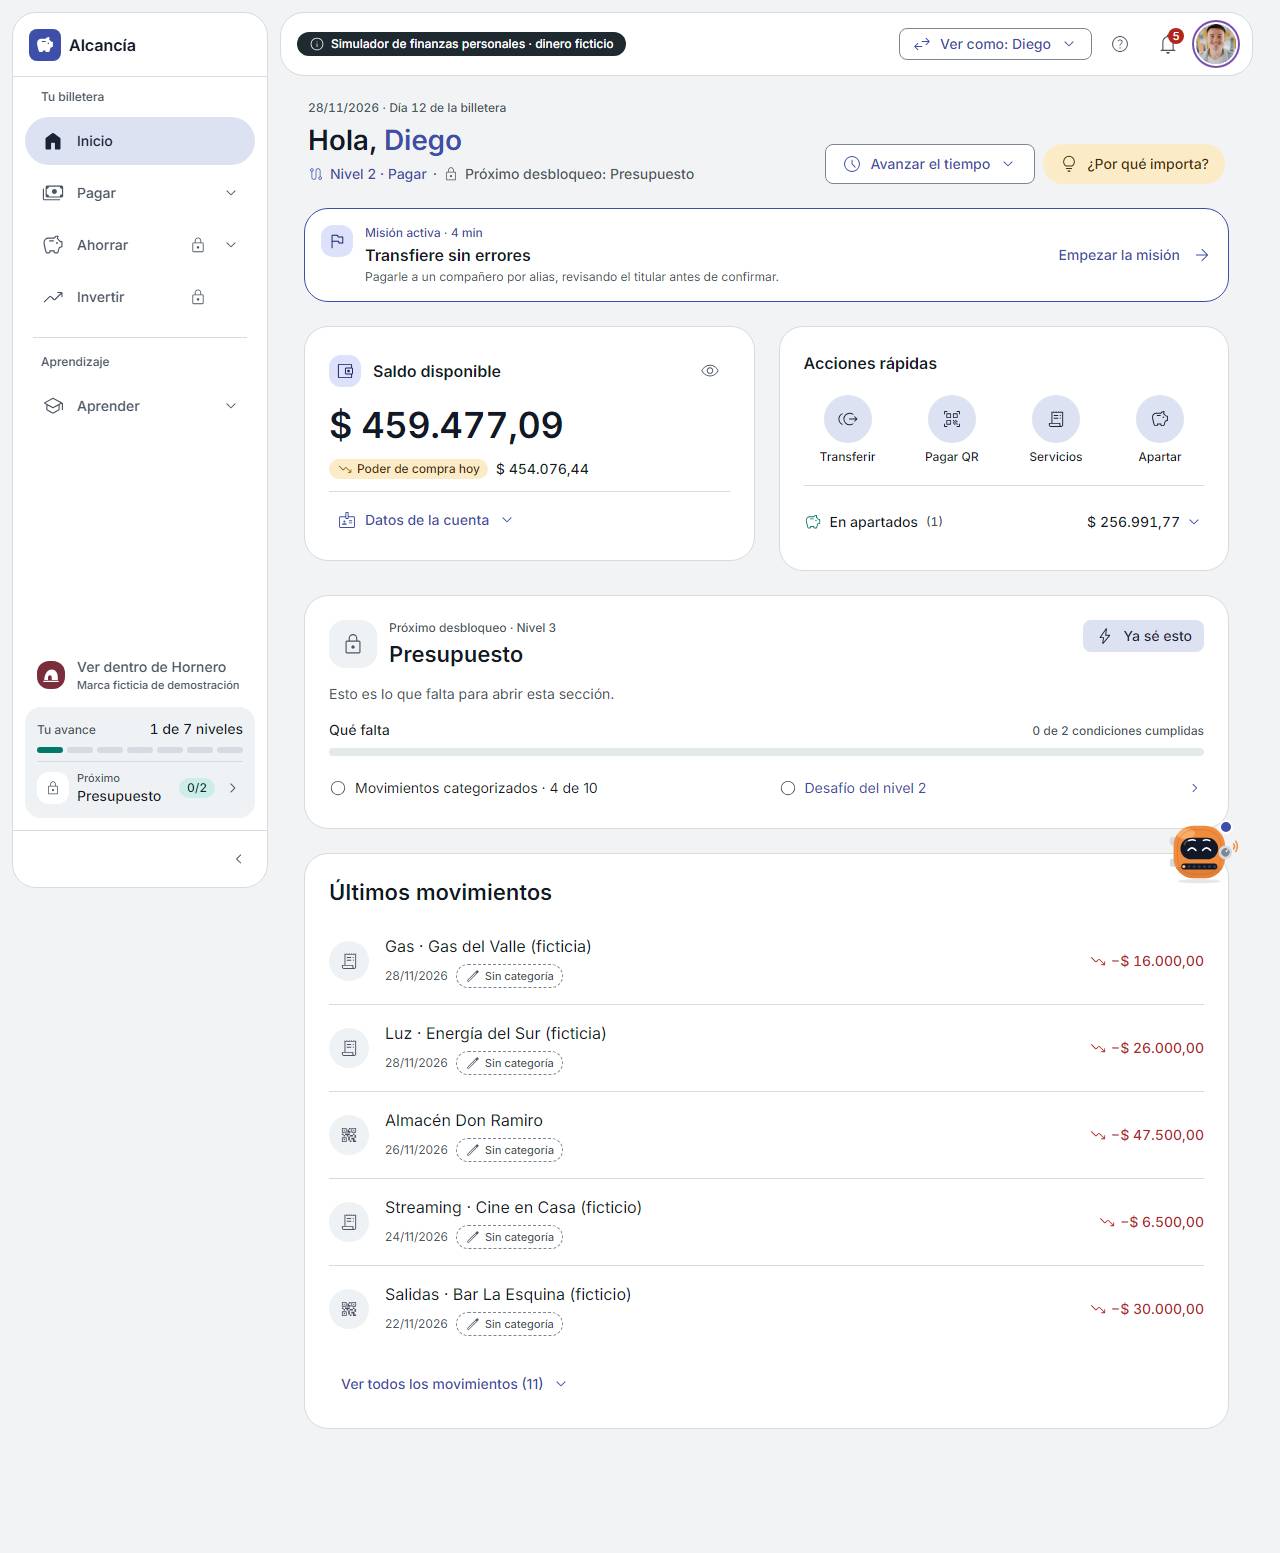 Alcancía
Simulador de finanzas personales · dinero ficticio
Ver como: Diego
5
Tu billetera
Inicio
Pagar
Ahorrar
Invertir
Aprendizaje
Aprender
Ver dentro de Hornero
Marca ficticia de demostración
Tu avance
1 de 7 niveles
Próximo
Presupuesto
0/2
28/11/2026 · Día 12 de la billetera
Hola, Diego
Nivel 2 · Pagar · Próximo desbloqueo: Presupuesto
Avanzar el tiempo
¿Por qué importa?
Misión activa · 4 min
Transfiere sin errores
Pagarle a un compañero por alias, revisando el titular antes de confirmar.
Empezar la misión
Saldo disponible
$ 459.477,09
Poder de compra hoy $ 454.076,44
Datos de la cuenta
Acciones rápidas
Transferir
Pagar QR
Servicios
Apartar
En apartados (1)
$ 256.991,77
Próximo desbloqueo · Nivel 3
Presupuesto
Ya sé esto
Esto es lo que falta para abrir esta sección.
Qué falta
0 de 2 condiciones cumplidas
Movimientos categorizados · 4 de 10
Desafío del nivel 2
Últimos movimientos
Gas · Gas del Valle (ficticia)
28/11/2026 Sin categoría
−$ 16.000,00
Luz · Energía del Sur (ficticia)
28/11/2026 Sin categoría
−$ 26.000,00
Almacén Don Ramiro
26/11/2026 Sin categoría
−$ 47.500,00
Streaming · Cine en Casa (ficticio)
24/11/2026 Sin categoría
−$ 6.500,00
Salidas · Bar La Esquina (ficticio)
22/11/2026 Sin categoría
−$ 30.000,00
Ver todos los movimientos (11)